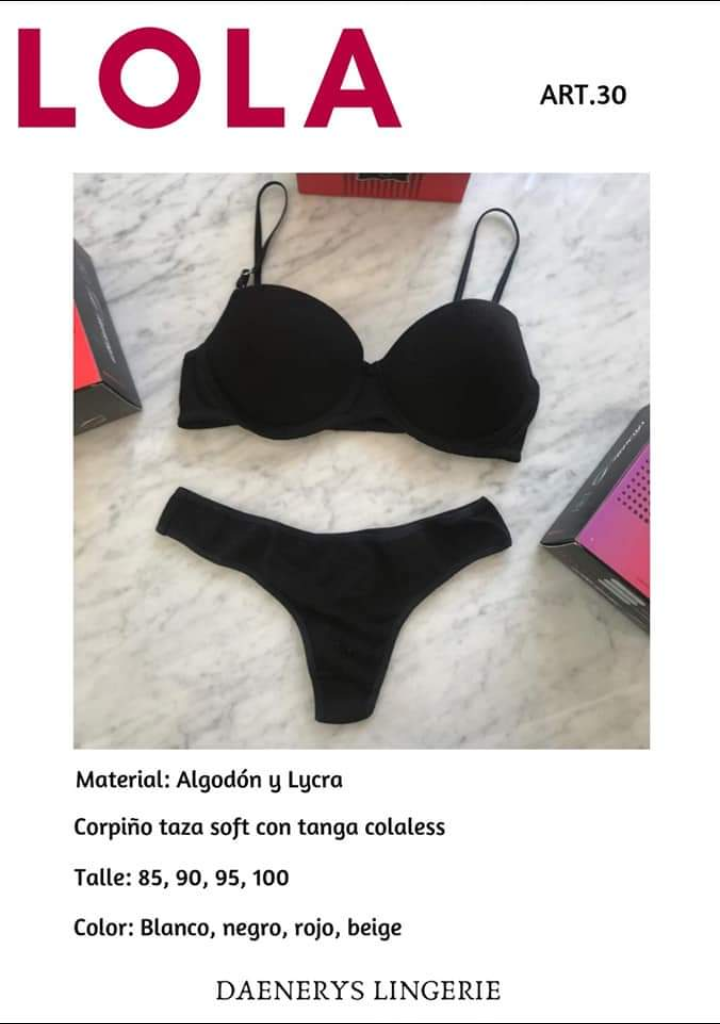 LOLA
ART.30
Material: Algodón y Lycra
Corpiño taza soft con tanga colaless
Talle: 85, 90, 95, 100
Color: Blanco, negro, rojo, beige
DAENERYS LINGERIE